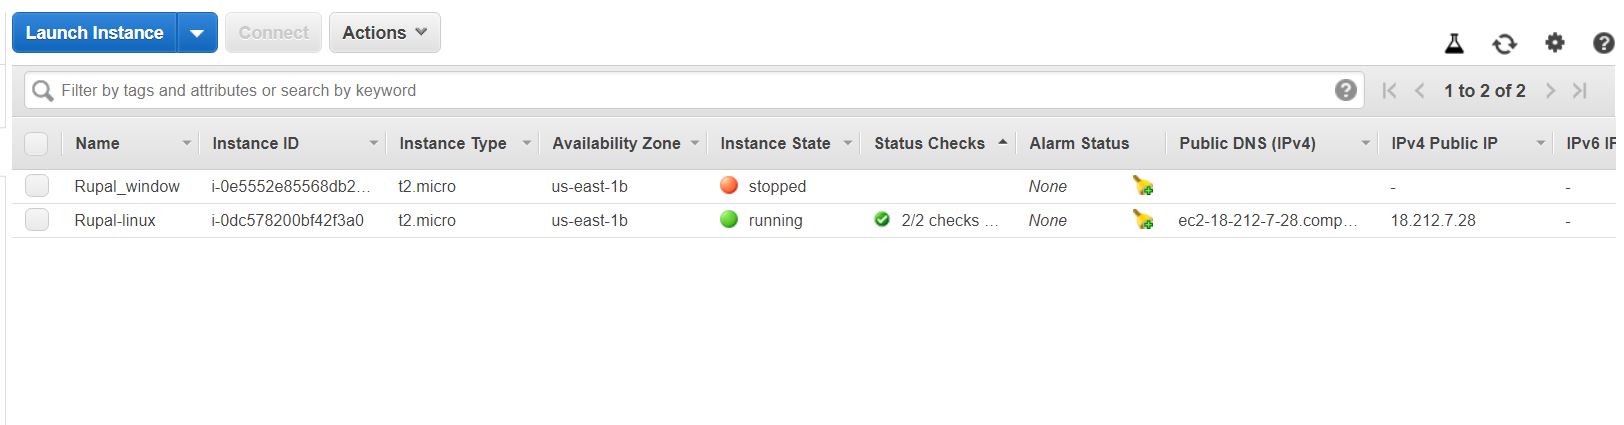 Launch Instance Connect Actions
Filter by tags and attributes or search by keyword ? 1 to 2 of 2 ?
Name Instance ID Instance Type Availability Zone Instance State Status Checks Alarm Status Public DNS (IPv4) IPv4 Public IP IPv6 IP
Rupal_window i-0e5552e85568db2... t2.micro us-east-1b stopped None - -
Rupal-linux i-0dc578200bf42f3a0 t2.micro us-east-1b running 2/2 checks ... None ec2-18-212-7-28.comp... 18.212.7.28 -